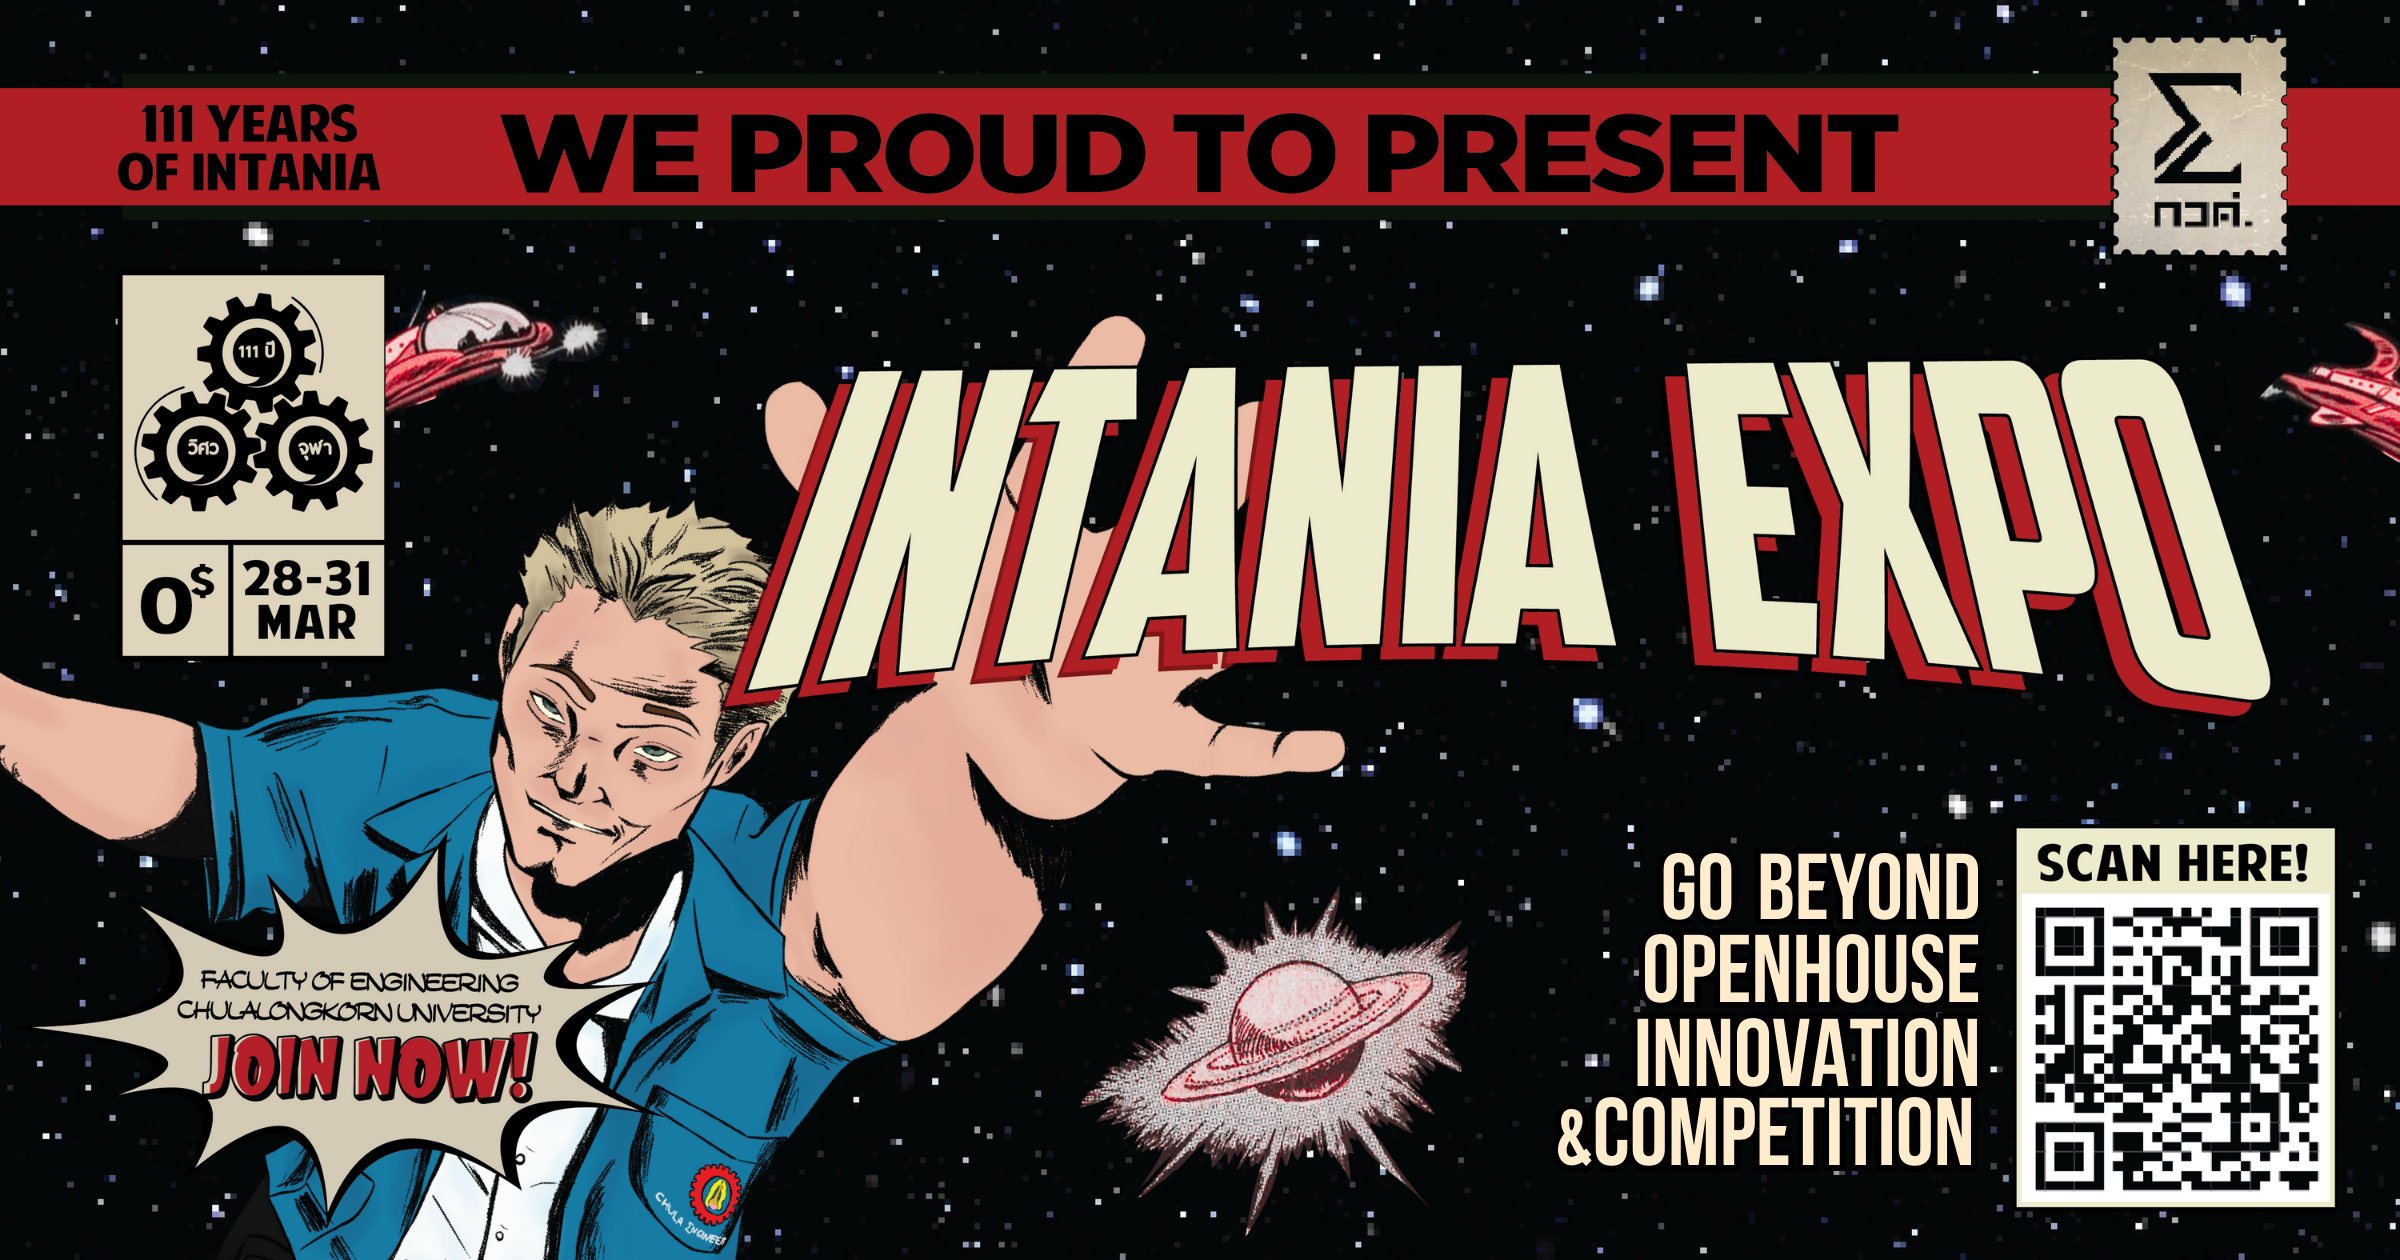 111 YEARS
OF INTANIA
WE PROUD TO PRESENT
กวศ.
111 ปี
วิศว
จุฬา
0$
28-31
MAR
INTANIA EXPO
FACULTY OF ENGINEERING
CHULALONGKORN UNIVERSITY
JOIN NOW!
CHULA ENGINEER
GO BEYOND
OPENHOUSE
INNOVATION
&COMPETITION
SCAN HERE!